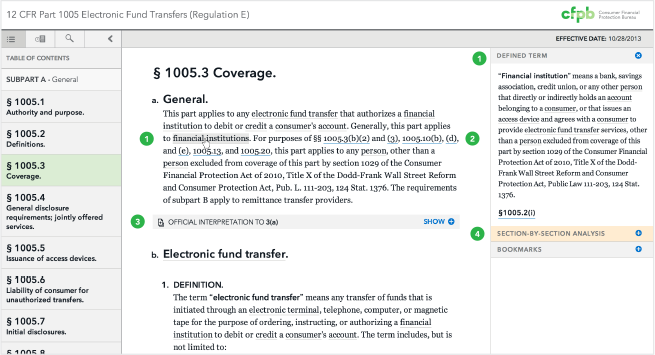 12 CFR Part 1005 Electronic Fund Transfers (Regulation E)
cfpb Consumer Financial
Protection Bureau
EFFECTIVE DATE: 10/28/2013
TABLE OF CONTENTS
SUBPART A - General
§ 1005.1
Authority and purpose.
§ 1005.2
Definitions.
§ 1005.3
Coverage.
§ 1005.4
General disclosure
requirements; jointly offered
services.
§ 1005.5
Issuance of access devices.
§ 1005.6
Liability of consumer for
unauthorized transfers.
§ 1005.7
Initial disclosures.
§ 1005.8
§ 1005.3 Coverage.
a. General.
This part applies to any electronic fund transfer that authorizes a financial
institution to debit or credit a consumer's account. Generally, this part applies
1 to financial institutions. For purposes of §§ 1005.3(b)(2) and (3), 1005.10(b), (d), 2
and (e), 1005.13, and 1005.20, this part applies to any person, other than a
person excluded from coverage of this part by section 1029 of the Consumer
Financial Protection Act of 2010, Title X of the Dodd-Frank Wall Street Reform
and Consumer Protection Act, Pub. L. 111-203, 124 Stat. 1376. The requirements
of subpart B apply to remittance transfer providers.
3 OFFICIAL INTERPRETATION TO 3(a) SHOW
b. Electronic fund transfer.
1. DEFINITION.
The term "electronic fund transfer" means any transfer of funds that is
initiated through an electronic terminal, telephone, computer, or magnetic
tape for the purpose of ordering, instructing, or authorizing a financial
institution to debit or credit a consumer's account. The term includes, but is
not limited to:
1 DEFINED TERM
"Financial institution" means a bank, savings
association, credit union, or any other person
that directly or indirectly holds an account
belonging to a consumer, or that issues an
access device and agrees with a consumer to
provide electronic fund transfer services, other
than a person excluded from coverage of this part
by section 1029 of the Consumer Financial
Protection Act of 2010, Title X of the Dodd-
Frank Wall Street Reform and Consumer
Protection Act, Public Law 111-203, 124 Stat.
1376.
§1005.2(i)
4 SECTION-BY-SECTION ANALYSIS
BOOKMARKS